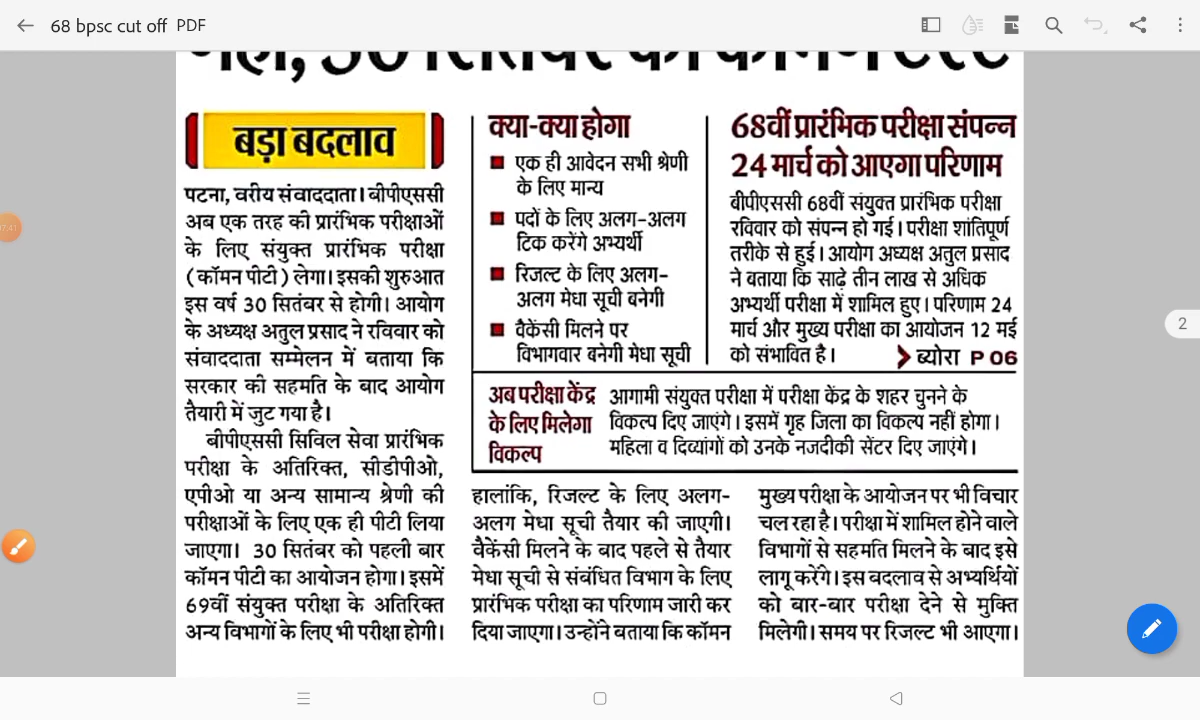 68 bpsc cut off PDF
बड़ा बदलाव
पटना, वरीय संवाददाता। बीपीएससी
अब एक तरह की प्रारंभिक परीक्षाओं
के लिए संयुक्त प्रारंभिक परीक्षा
(कॉमन पीटी) लेगा। इसकी शुरुआत
इस वर्ष 30 सितंबर से होगी। आयोग
के अध्यक्ष अतुल प्रसाद ने रविवार को
संवाददाता सम्मेलन में बताया कि
सरकार की सहमति के बाद आयोग
तैयारी में जुट गया है।
बीपीएससी सिविल सेवा प्रारंभिक
परीक्षा के अतिरिक्त, सीडीपीओ,
एपीओ या अन्य सामान्य श्रेणी की
परीक्षाओं के लिए एक ही पीटी लिया
जाएगा। 30 सितंबर को पहली बार
कॉमन पीटी का आयोजन होगा। इसमें
69वीं संयुक्त परीक्षा के अतिरिक्त
अन्य विभागों के लिए भी परीक्षा होगी।
क्या-क्या होगा
एक ही आवेदन सभी श्रेणी
के लिए मान्य
पदों के लिए अलग-अलग
टिक करेंगे अभ्यर्थी
रिजल्ट के लिए अलग-
अलग मेधा सूची बनेगी
वैकेंसी मिलने पर
विभागवार बनेगी मेधा सूची
68वीं प्रारंभिक परीक्षा संपन्न
24 मार्च को आएगा परिणाम
बीपीएससी 68वीं संयुक्त प्रारंभिक परीक्षा
रविवार को संपन्न हो गई। परीक्षा शांतिपूर्ण
तरीके से हुई। आयोग अध्यक्ष अतुल प्रसाद
ने बताया कि साढ़े तीन लाख से अधिक
अभ्यर्थी परीक्षा में शामिल हुए। परिणाम 24
मार्च और मुख्य परीक्षा का आयोजन 12 मई
को संभावित है। ब्योरा P 06
अब परीक्षा केंद्र
के लिए मिलेगा
विकल्प
आगामी संयुक्त परीक्षा में परीक्षा केंद्र के शहर चुनने के
विकल्प दिए जाएंगे। इसमें गृह जिला का विकल्प नहीं होगा।
महिला व दिव्यांगों को उनके नजदीकी सेंटर दिए जाएंगे।
हालांकि, रिजल्ट के लिए अलग-
अलग मेधा सूची तैयार की जाएगी।
वैकेंसी मिलने के बाद पहले से तैयार
मेधा सूची से संबंधित विभाग के लिए
प्रारंभिक परीक्षा का परिणाम जारी कर
दिया जाएगा। उन्होंने बताया कि कॉमन
मुख्य परीक्षा के आयोजन पर भी विचार
चल रहा है। परीक्षा में शामिल होने वाले
विभागों से सहमति मिलने के बाद इसे
लागू करेंगे। इस बदलाव से अभ्यर्थियों
को बार-बार परीक्षा देने से मुक्ति
मिलेगी। समय पर रिजल्ट भी आएगा।
2